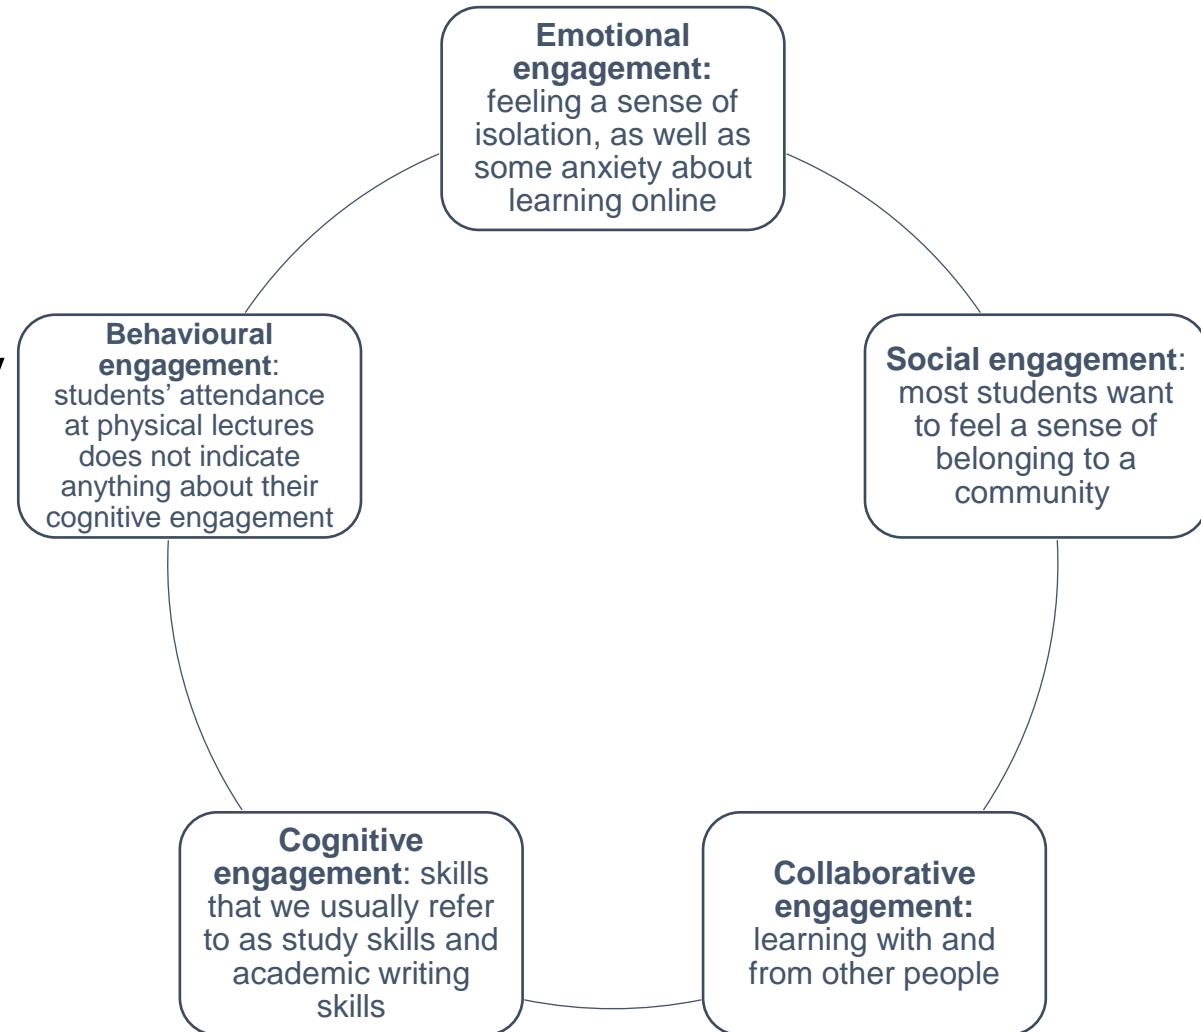 Emotional
engagement:
feeling a sense of
isolation, as well as
some anxiety about
learning online
Social engagement:
most students want
to feel a sense of
belonging to a
community
Collaborative
engagement:
learning with and
from other people
Cognitive
engagement: skills
that we usually refer
to as study skills and
academic writing
skills
Behavioural
engagement:
students’ attendance
at physical lectures
does not indicate
anything about their
cognitive engagement